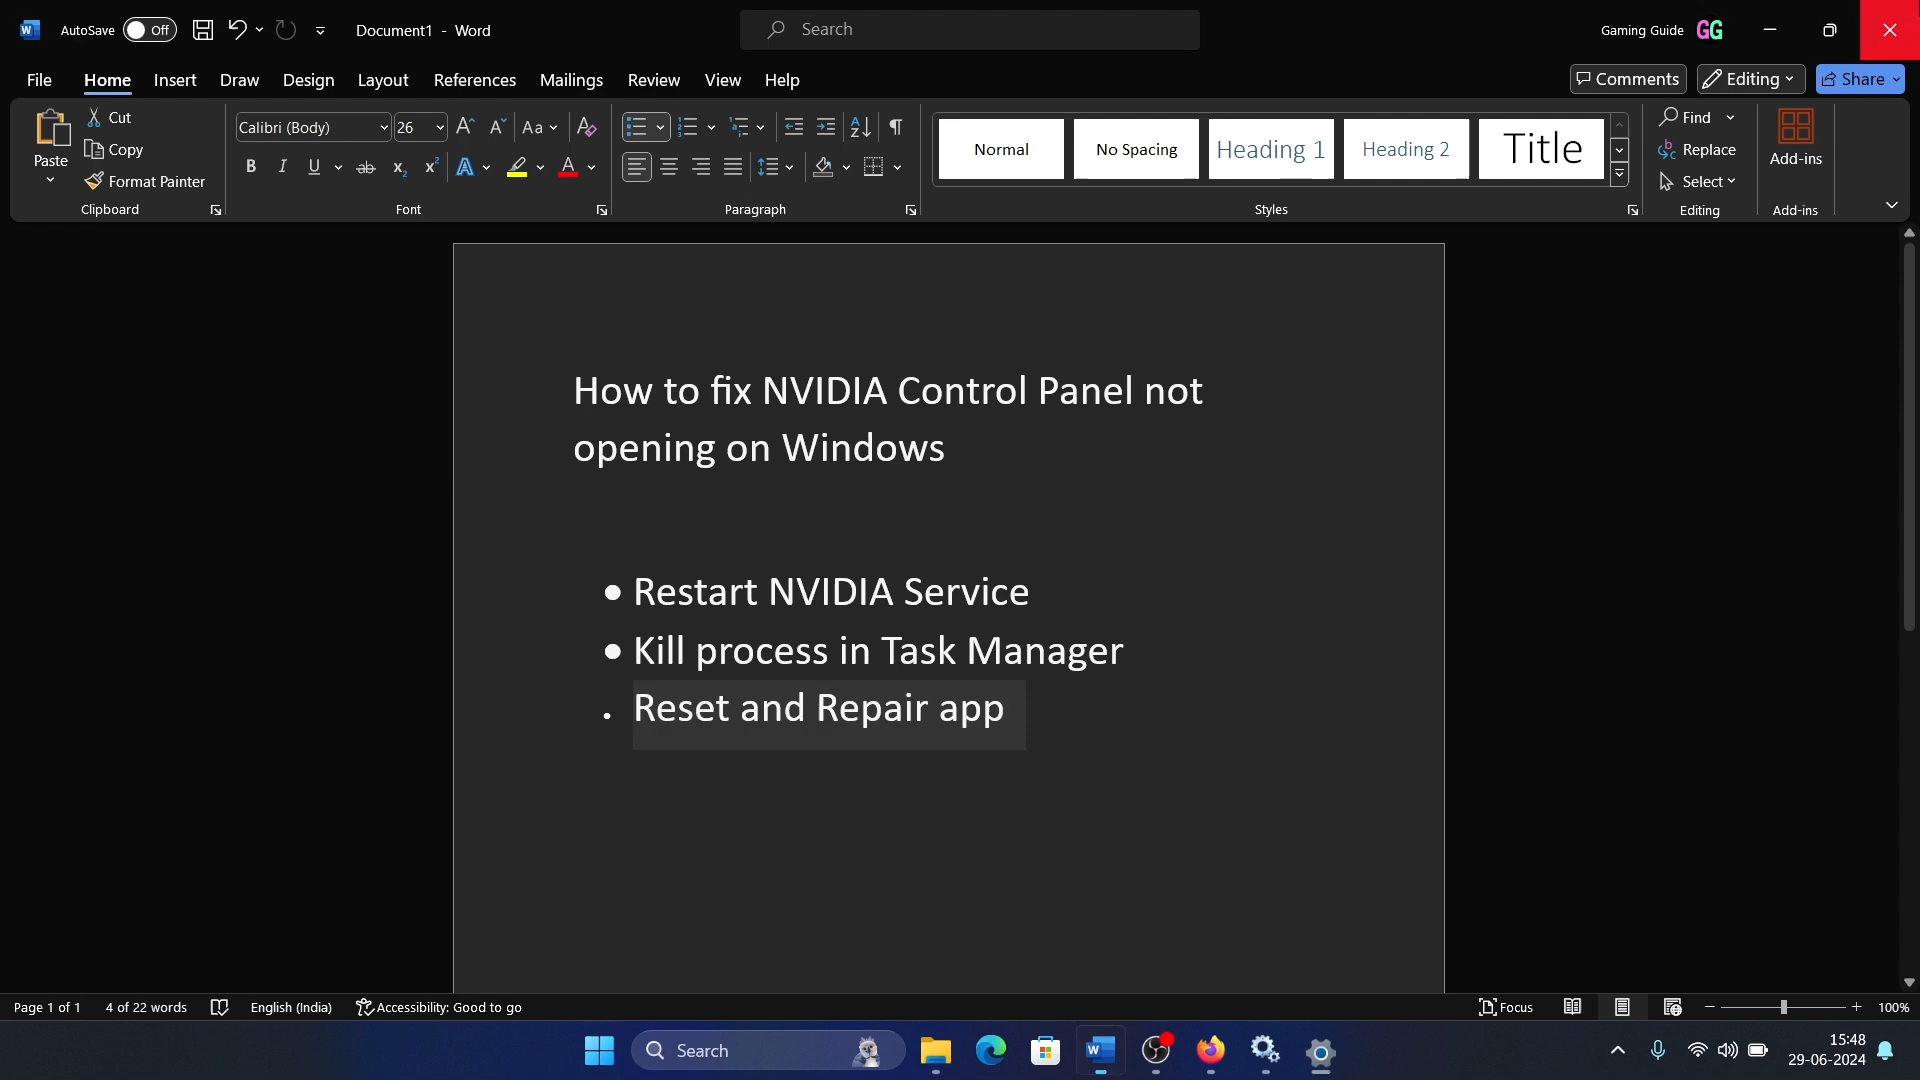 AutoSave Off Document1 - Word Search Gaming Guide GG
File Home Insert Draw Design Layout References Mailings Review View Help Comments Editing Share
Paste Cut Copy Format Painter Clipboard
Calibri (Body) 26 Aa B I U ab x₂ x² A A Font
Paragraph
Normal No Spacing Heading 1 Heading 2 Title Styles
Find Replace Select Editing
Add-ins Add-ins
How to fix NVIDIA Control Panel not
opening on Windows
• Restart NVIDIA Service
• Kill process in Task Manager
• Reset and Repair app
Page 1 of 1 4 of 22 words English (India) Accessibility: Good to go Focus 100%
Search 15:48
29-06-2024